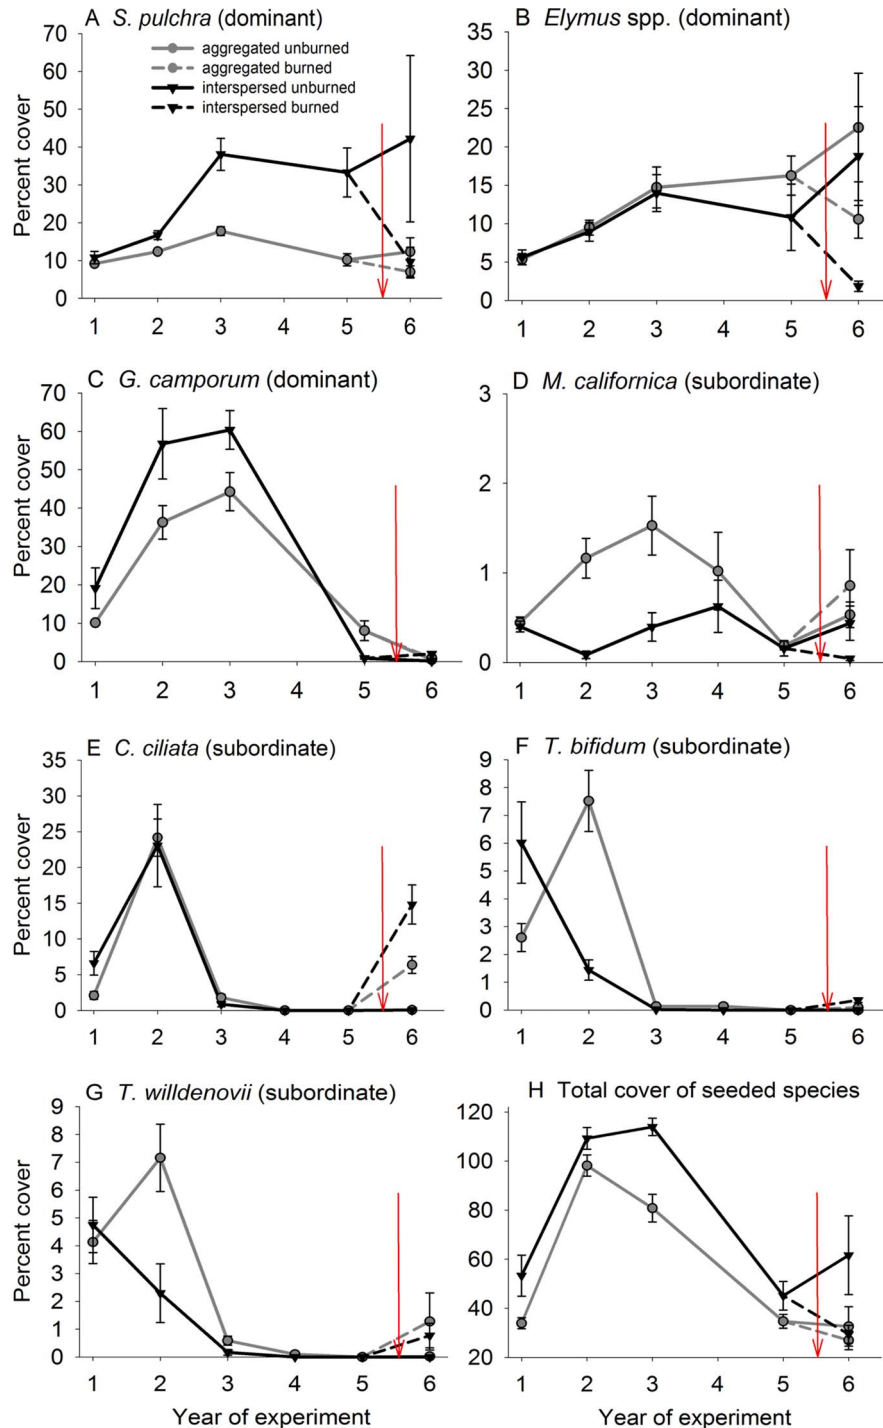 A S. pulchra (dominant)
aggregated unburned
aggregated burned
interspersed unburned
interspersed burned
Percent cover
70
60
50
40
30
20
10
0
1 2 3 4 5 6
B Elymus spp. (dominant)
35
30
25
20
15
10
5
0
1 2 3 4 5 6
C G. camporum (dominant)
Percent cover
70
60
50
40
30
20
10
0
1 2 3 4 5 6
D M. californica (subordinate)
3
2
1
0
1 2 3 4 5 6
E C. ciliata (subordinate)
Percent cover
35
30
25
20
15
10
5
0
1 2 3 4 5 6
F T. bifidum (subordinate)
9
8
7
6
5
4
3
2
1
0
1 2 3 4 5 6
G T. willdenovii (subordinate)
Percent cover
9
8
7
6
5
4
3
2
1
0
1 2 3 4 5 6
Year of experiment
H Total cover of seeded species
120
100
80
60
40
20
1 2 3 4 5 6
Year of experiment